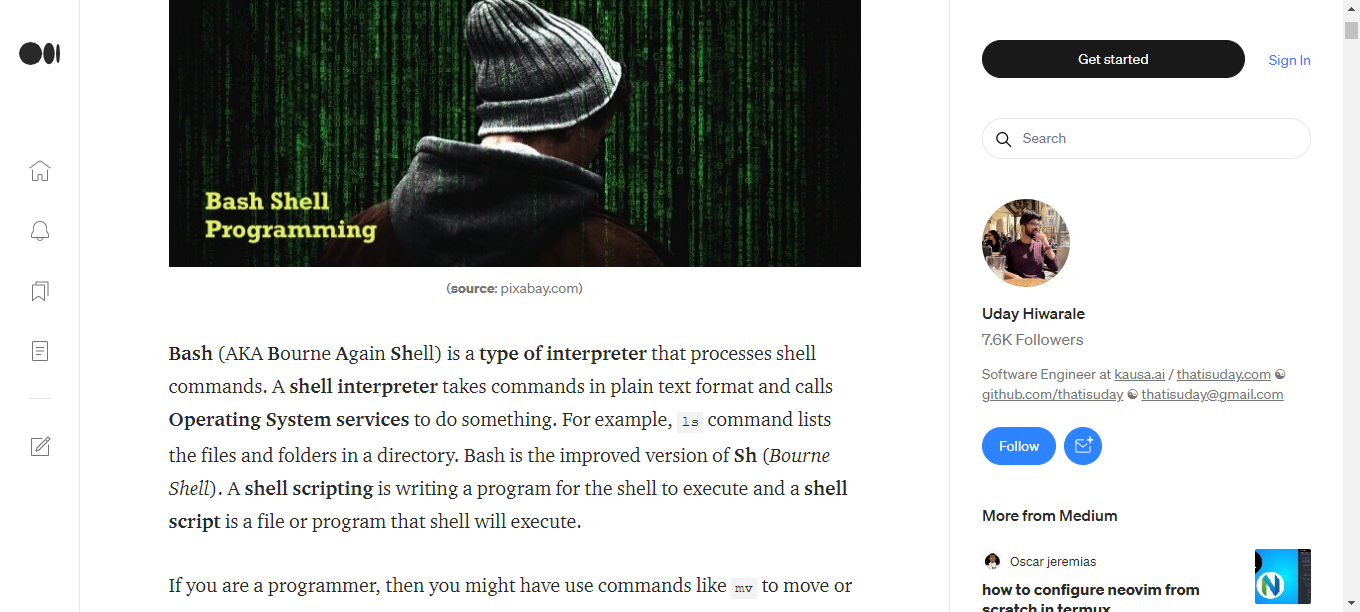 Bash Shell
Programming
(source: pixabay.com)
Bash (AKA Bourne Again Shell) is a type of interpreter that processes shell
commands. A shell interpreter takes commands in plain text format and calls
Operating System services to do something. For example, ls command lists
the files and folders in a directory. Bash is the improved version of Sh (Bourne
Shell). A shell scripting is writing a program for the shell to execute and a shell
script is a file or program that shell will execute.
If you are a programmer, then you might have use commands like mv to move or
Get started
Sign In
Search
Uday Hiwarale
7.6K Followers
Software Engineer at kausa.ai / thatisuday.com ☯
github.com/thatisuday ☯ thatisuday@gmail.com
Follow
More from Medium
Oscar jeremias
how to configure neovim from
scratch in termux